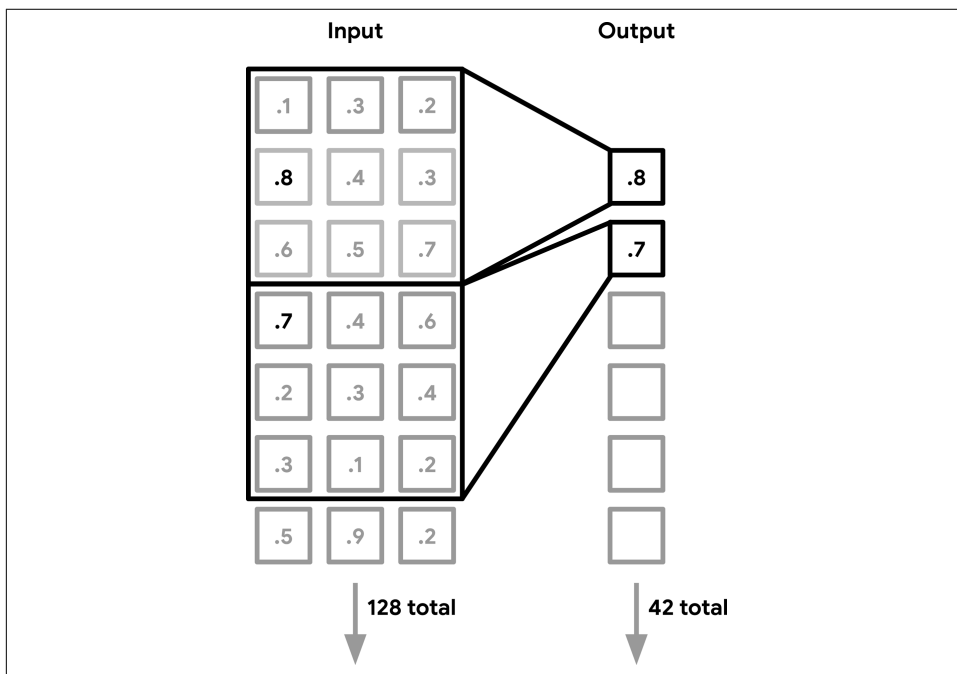 Input Output
.1 .3 .2
.8 .4 .3 .8
.6 .5 .7 .7
.7 .4 .6
.2 .3 .4
.3 .1 .2
.5 .9 .2
128 total 42 total